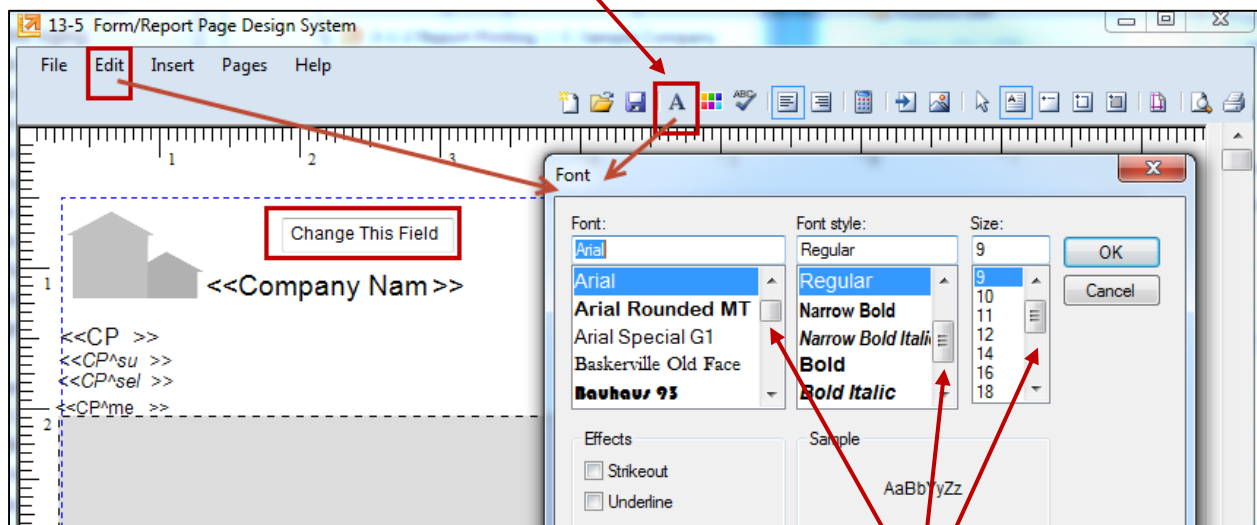 13-5 Form/Report Page Design System
File Edit Insert Pages Help
A ABC A
1 2 3
Font
Change This Field
1
<<Company Nam>>
<<CP >>
<<CP^su >>
<<CP^sel >>
<<CP^me_ >>
2
Font: Font style: Size:
Arial Regular 9
OK
Cancel
Arial
Arial Rounded MT
Arial Special G1
Baskerville Old Face
Bauhaus 93
Regular
Narrow Bold
Narrow Bold Itali
Bold
Bold Italic
9
10
11
12
14
16
18
Effects
Strikeout
Underline
Sample
AaBbYyZz